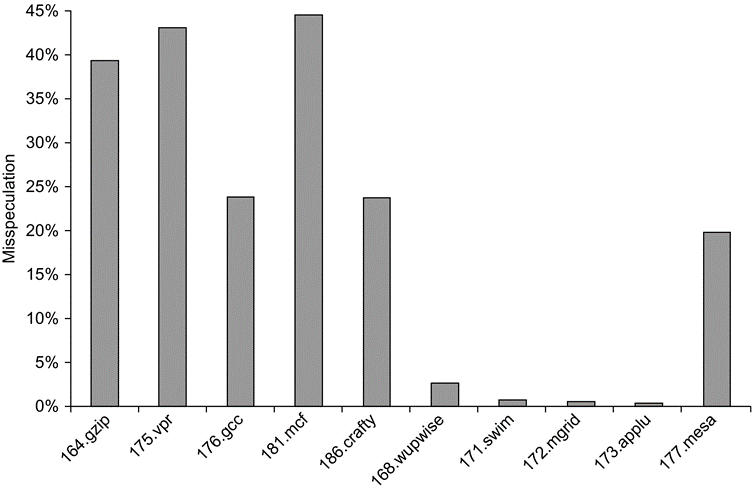 45%
40%
35%
30%
25%
20%
15%
10%
5%
0%
Misspeculation
164.gzip
175.vpr
176.gcc
181.mcf
186.crafty
168.wupwise
171.swim
172.mgrid
173.applu
177.mesa